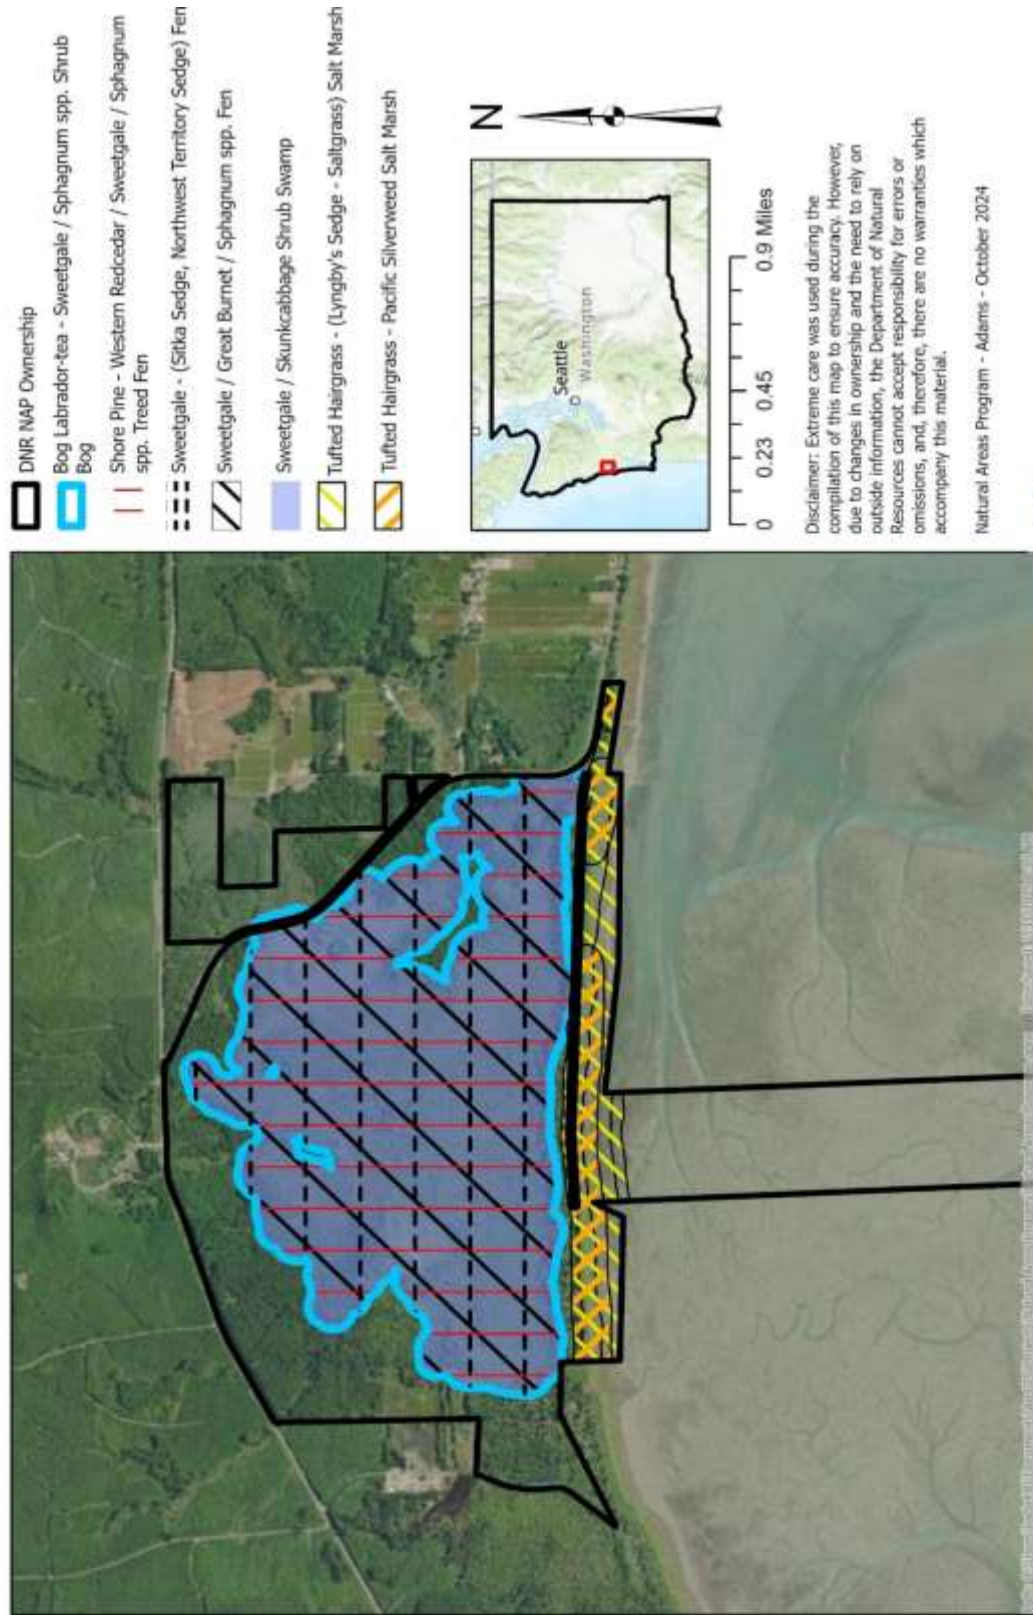 DNR NAP Ownership
Bog Labrador-tea - Sweetgale / Sphagnum spp. Shrub
Bog
Shore Pine - Western Redcedar / Sweetgale / Sphagnum
spp. Treed Fen
Sweetgale - (Sitka Sedge, Northwest Territory Sedge) Fen
Sweetgale / Great Burnet / Sphagnum spp. Fen
Sweetgale / Skunkcabbage Shrub Swamp
Tufted Hairgrass - (Lyngby's Sedge - Saltgrass) Salt Marsh
Tufted Hairgrass - Pacific Silverweed Salt Marsh
N
Seattle
Washington
0 0.23 0.45 0.9 Miles
Disclaimer: Extreme care was used during the
compilation of this map to ensure accuracy. However,
due to changes in ownership and the need to rely on
outside information, the Department of Natural
Resources cannot accept responsibility for errors or
omissions, and, therefore, there are no warranties which
accompany this material.
Natural Areas Program - Adams - October 2024